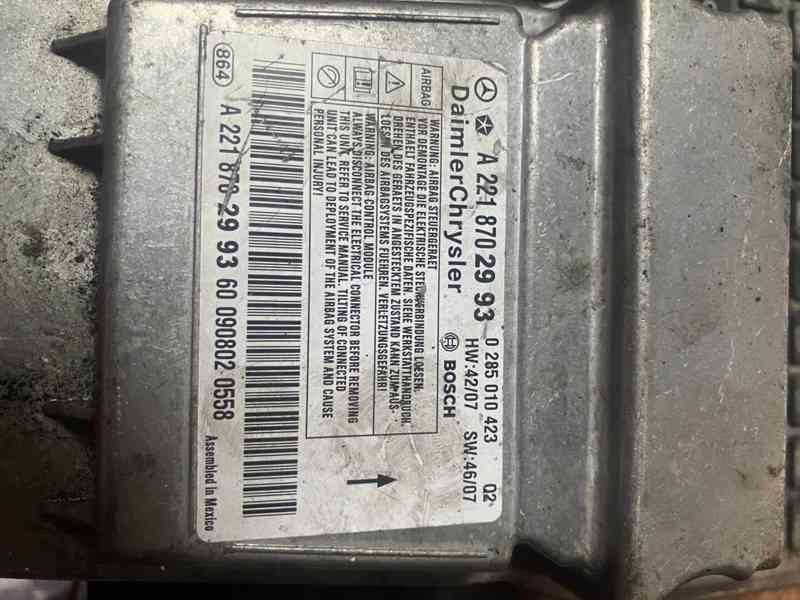 A 221 870 29 93 0 285 010 423 Q2
DaimlerChrysler HW:42/07 SW:46/07
BOSCH
AIRBAG
WARNUNG: AIRBAG STEUERGERAET
VOR DEMONTAGE DIE ELEKTRISCHE STEUERVERBINDUNG LOESEN.
ENTHAELT FAHRZEUGSPEZIFISCHE DATEN. SIEHE WERKSTATTHANDBUCH.
DREHEN DES GERAETS IN ANGESTECKTEM ZUSTAND KANN ZUM AUS-
LOESEN DES AIRBAGSYSTEMS FUEHREN. VERLETZUNGSGEFAHR!
WARNING: AIRBAG CONTROL MODULE
ALWAYS DISCONNECT THE ELECTRICAL CONNECTOR BEFORE REMOVING
THIS UNIT. REFER TO SERVICE MANUAL. TILTING OF CONNECTED
UNIT CAN LEAD TO DEPLOYMENT OF THE AIRBAG SYSTEM AND CAUSE
PERSONAL INJURY!
864 A 221 870 29 93 60 090802 0558 Assembled in Mexico